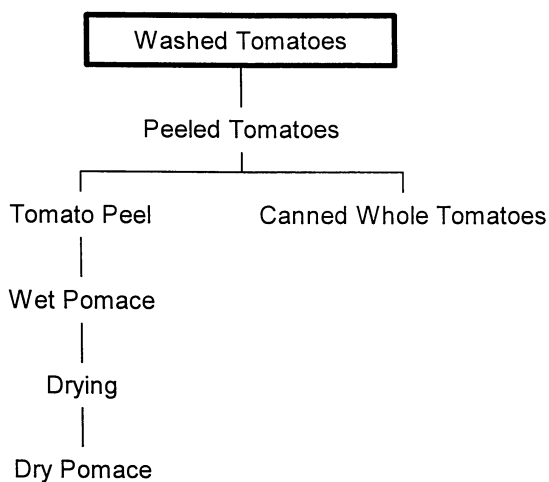 Washed Tomatoes
Peeled Tomatoes
Tomato Peel
Canned Whole Tomatoes
Wet Pomace
Drying
Dry Pomace